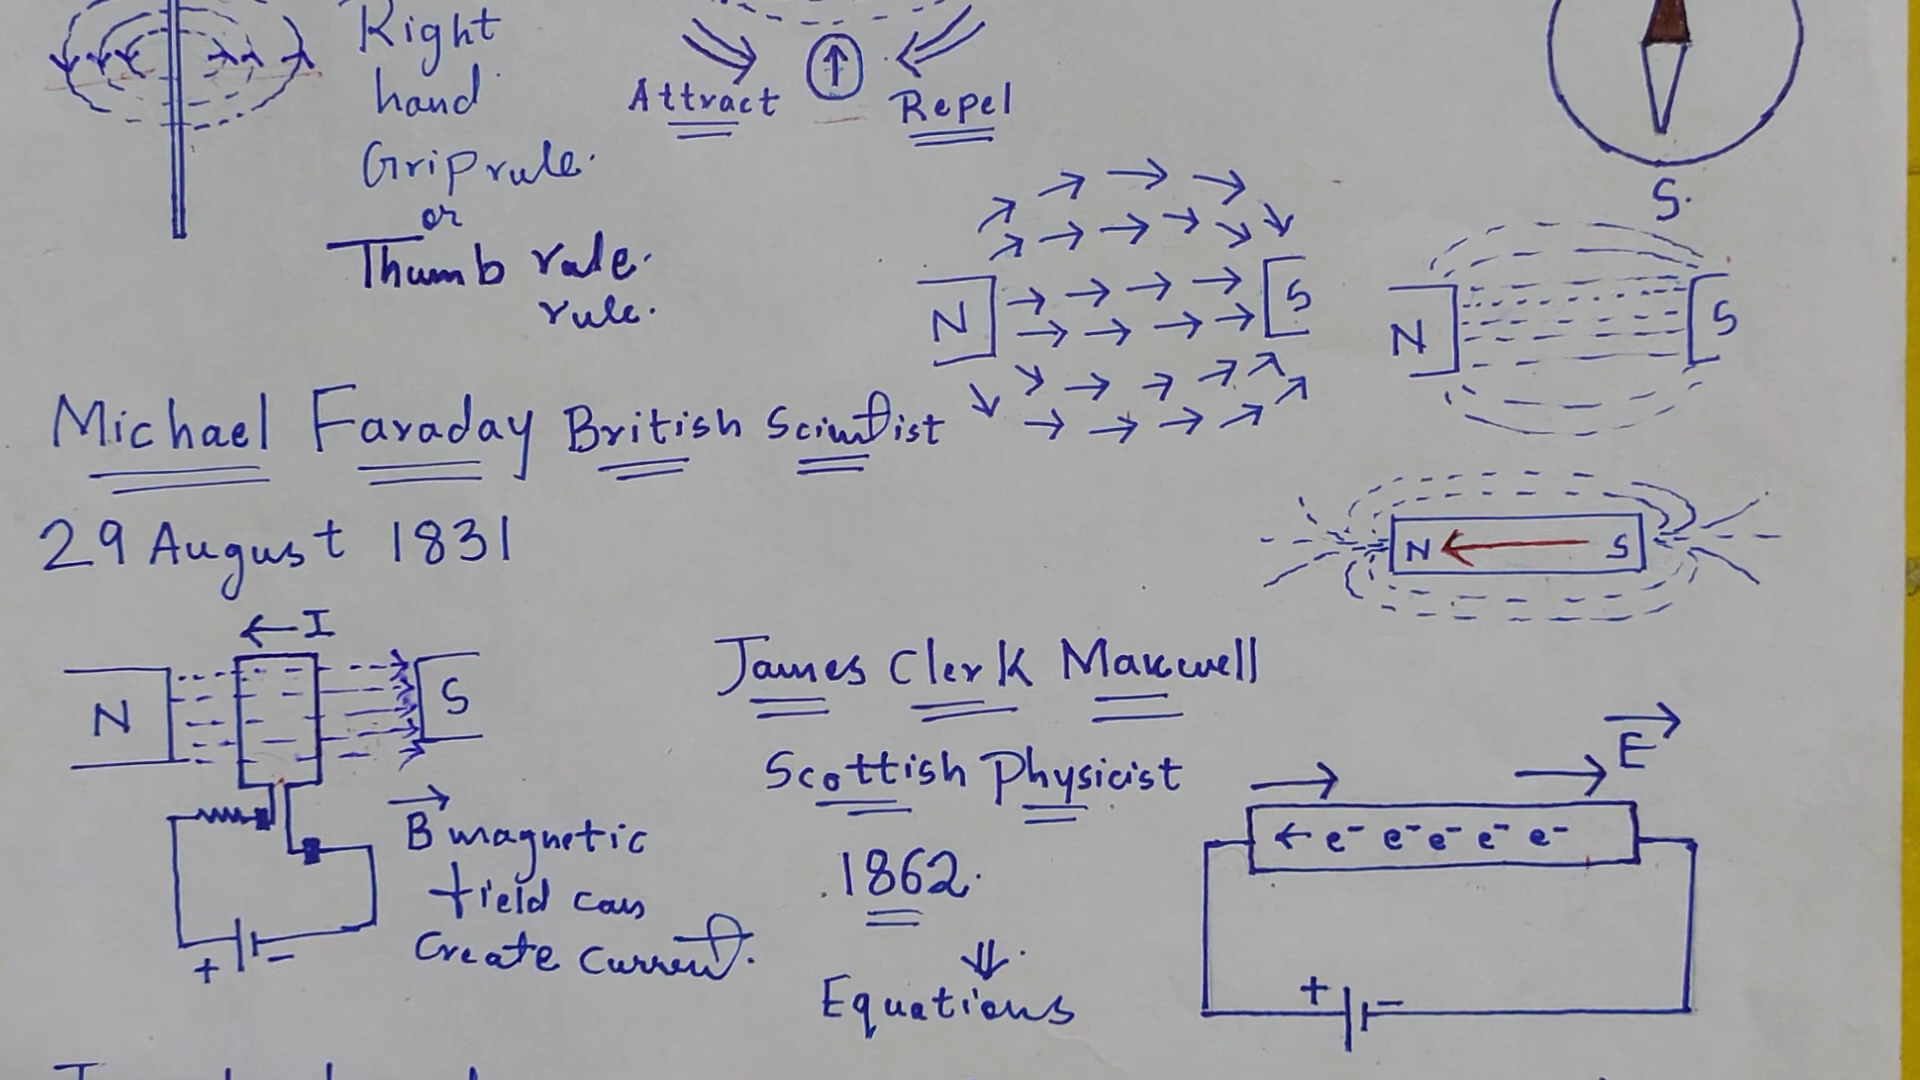 Right
hand
Grip rule.
or
Thumb rule.
rule.
Attract
Repel
S.
N
S
N
S
Michael Faraday British Scientist
29 August 1831
N S
← I
N
S
B magnetic
field can
create current.
+ -
James Clerk Maxwell
Scottish Physicist
1862.
Equations
E
← e⁻ e⁻ e⁻ e⁻ e⁻
+ -